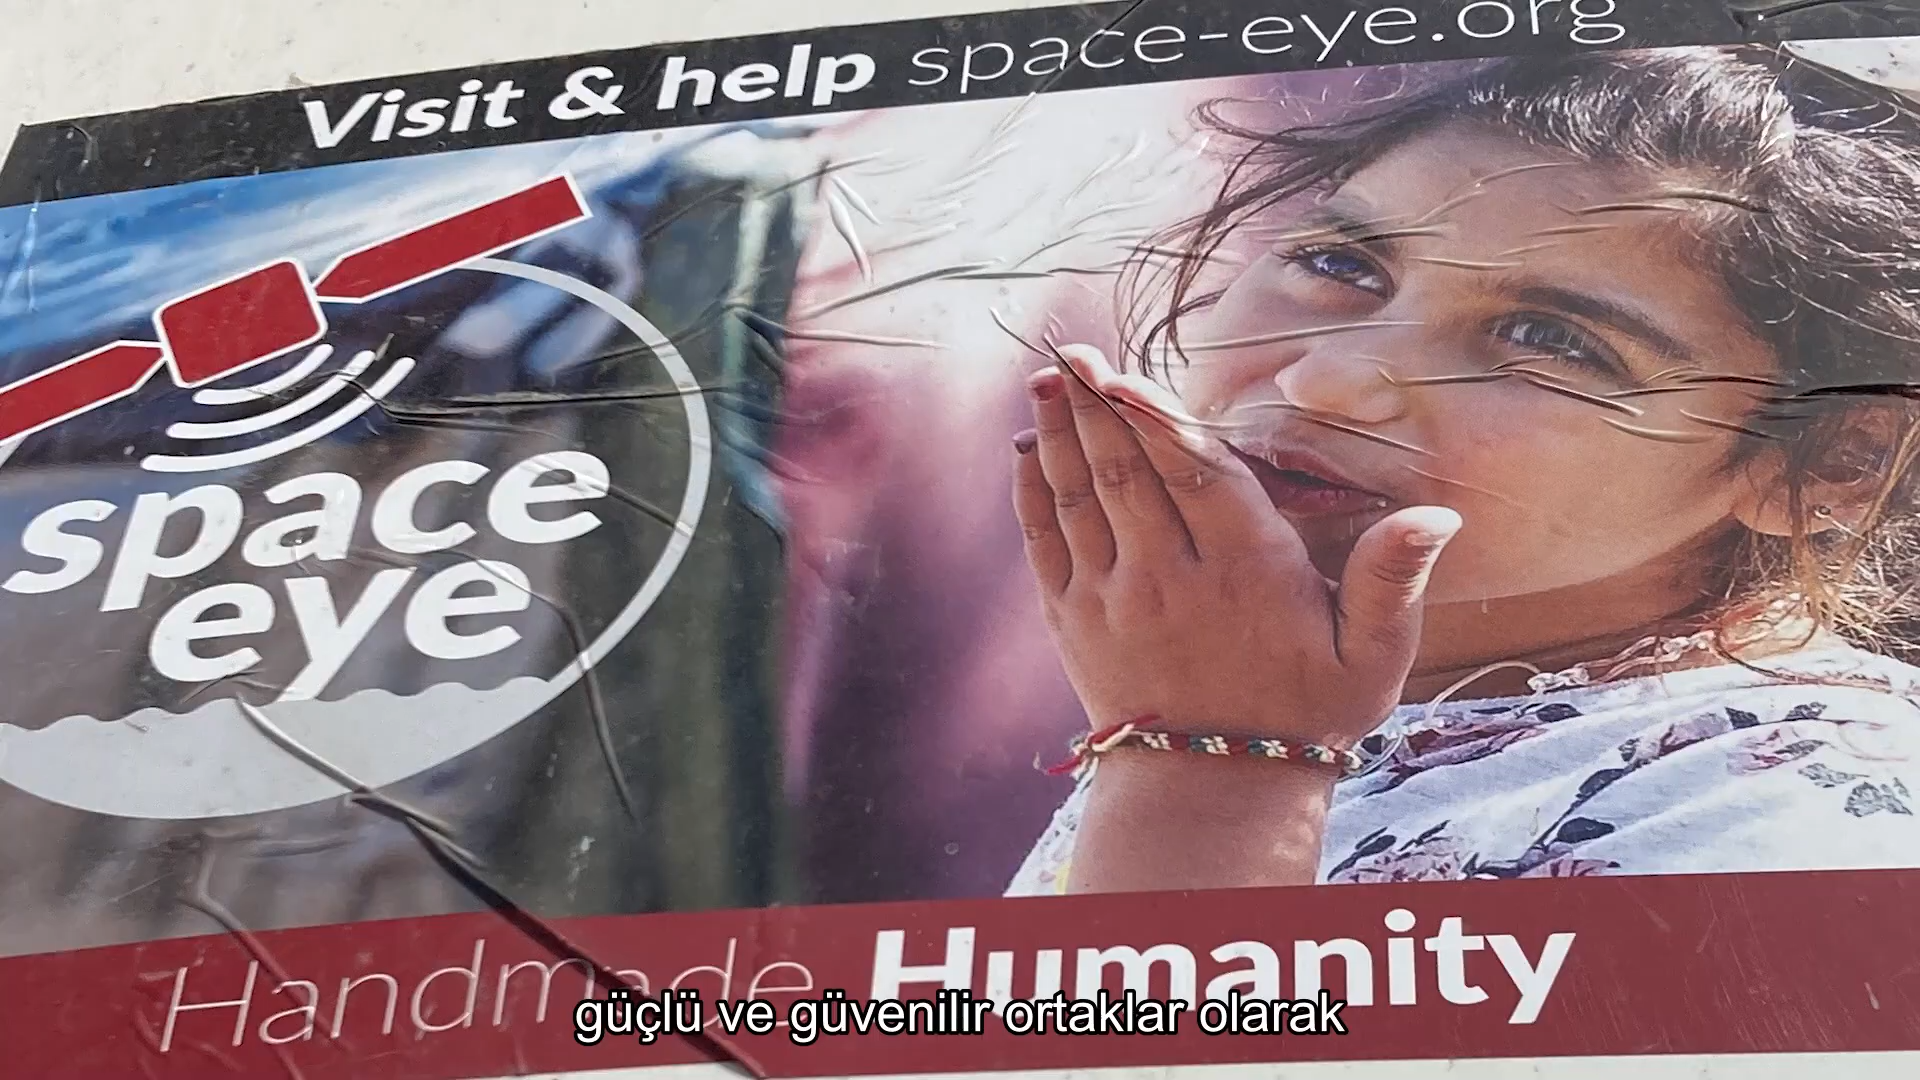 Visit & help space-eye.org
space
eye
Handmade Humanity
güçlü ve güvenilir ortaklar olarak